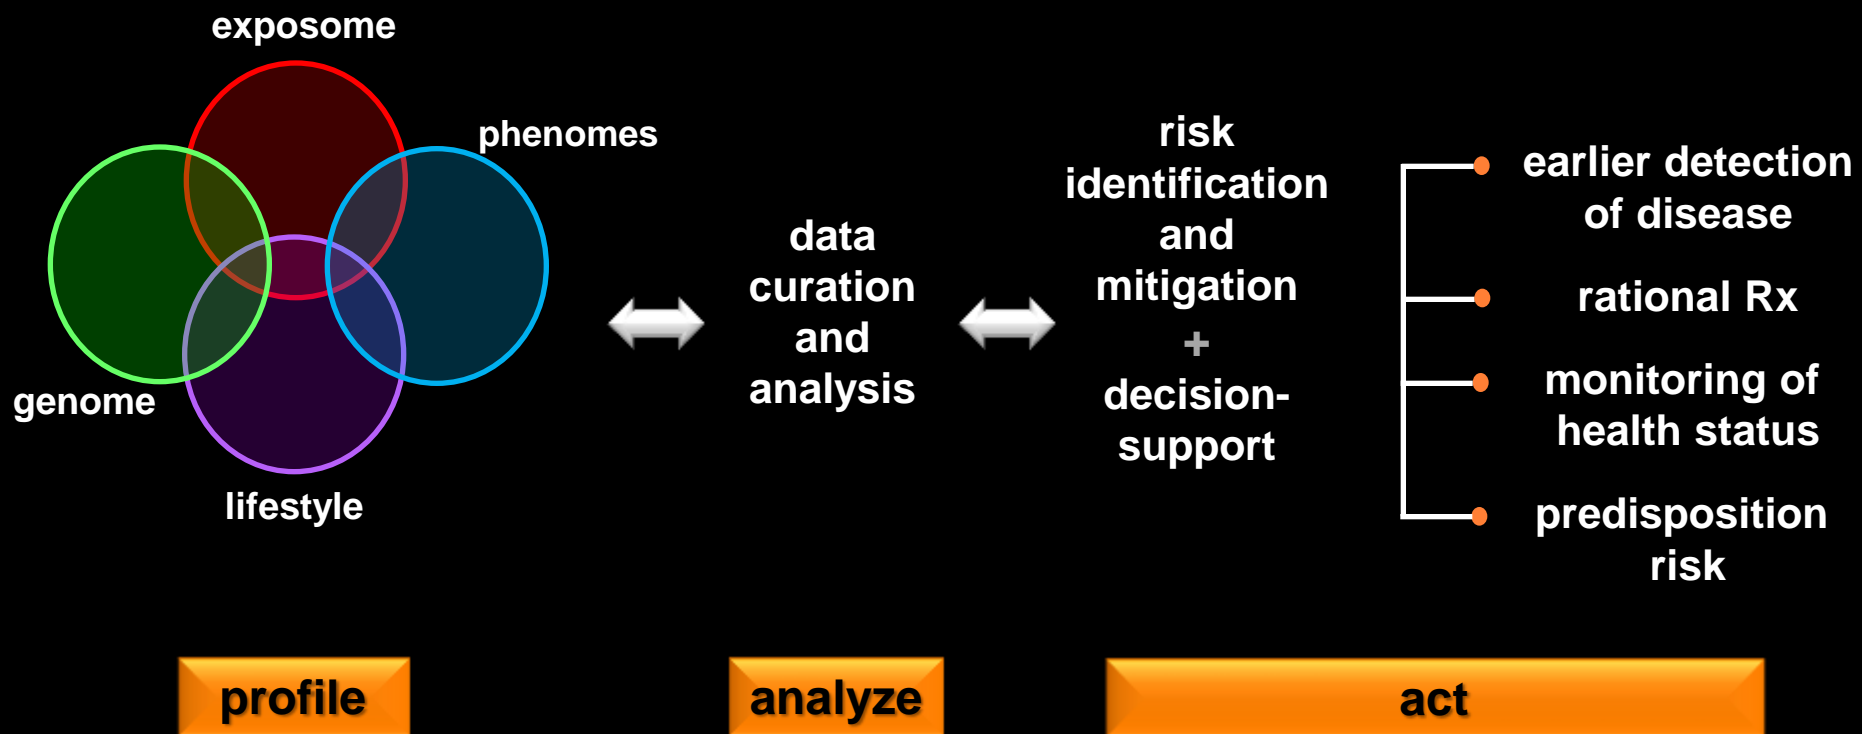 exposome
phenomes
genome
lifestyle
data
curation
and
analysis
risk
identification
and
mitigation
+
decision-
support
earlier detection
of disease
rational Rx
monitoring of
health status
predisposition
risk
profile
analyze
act